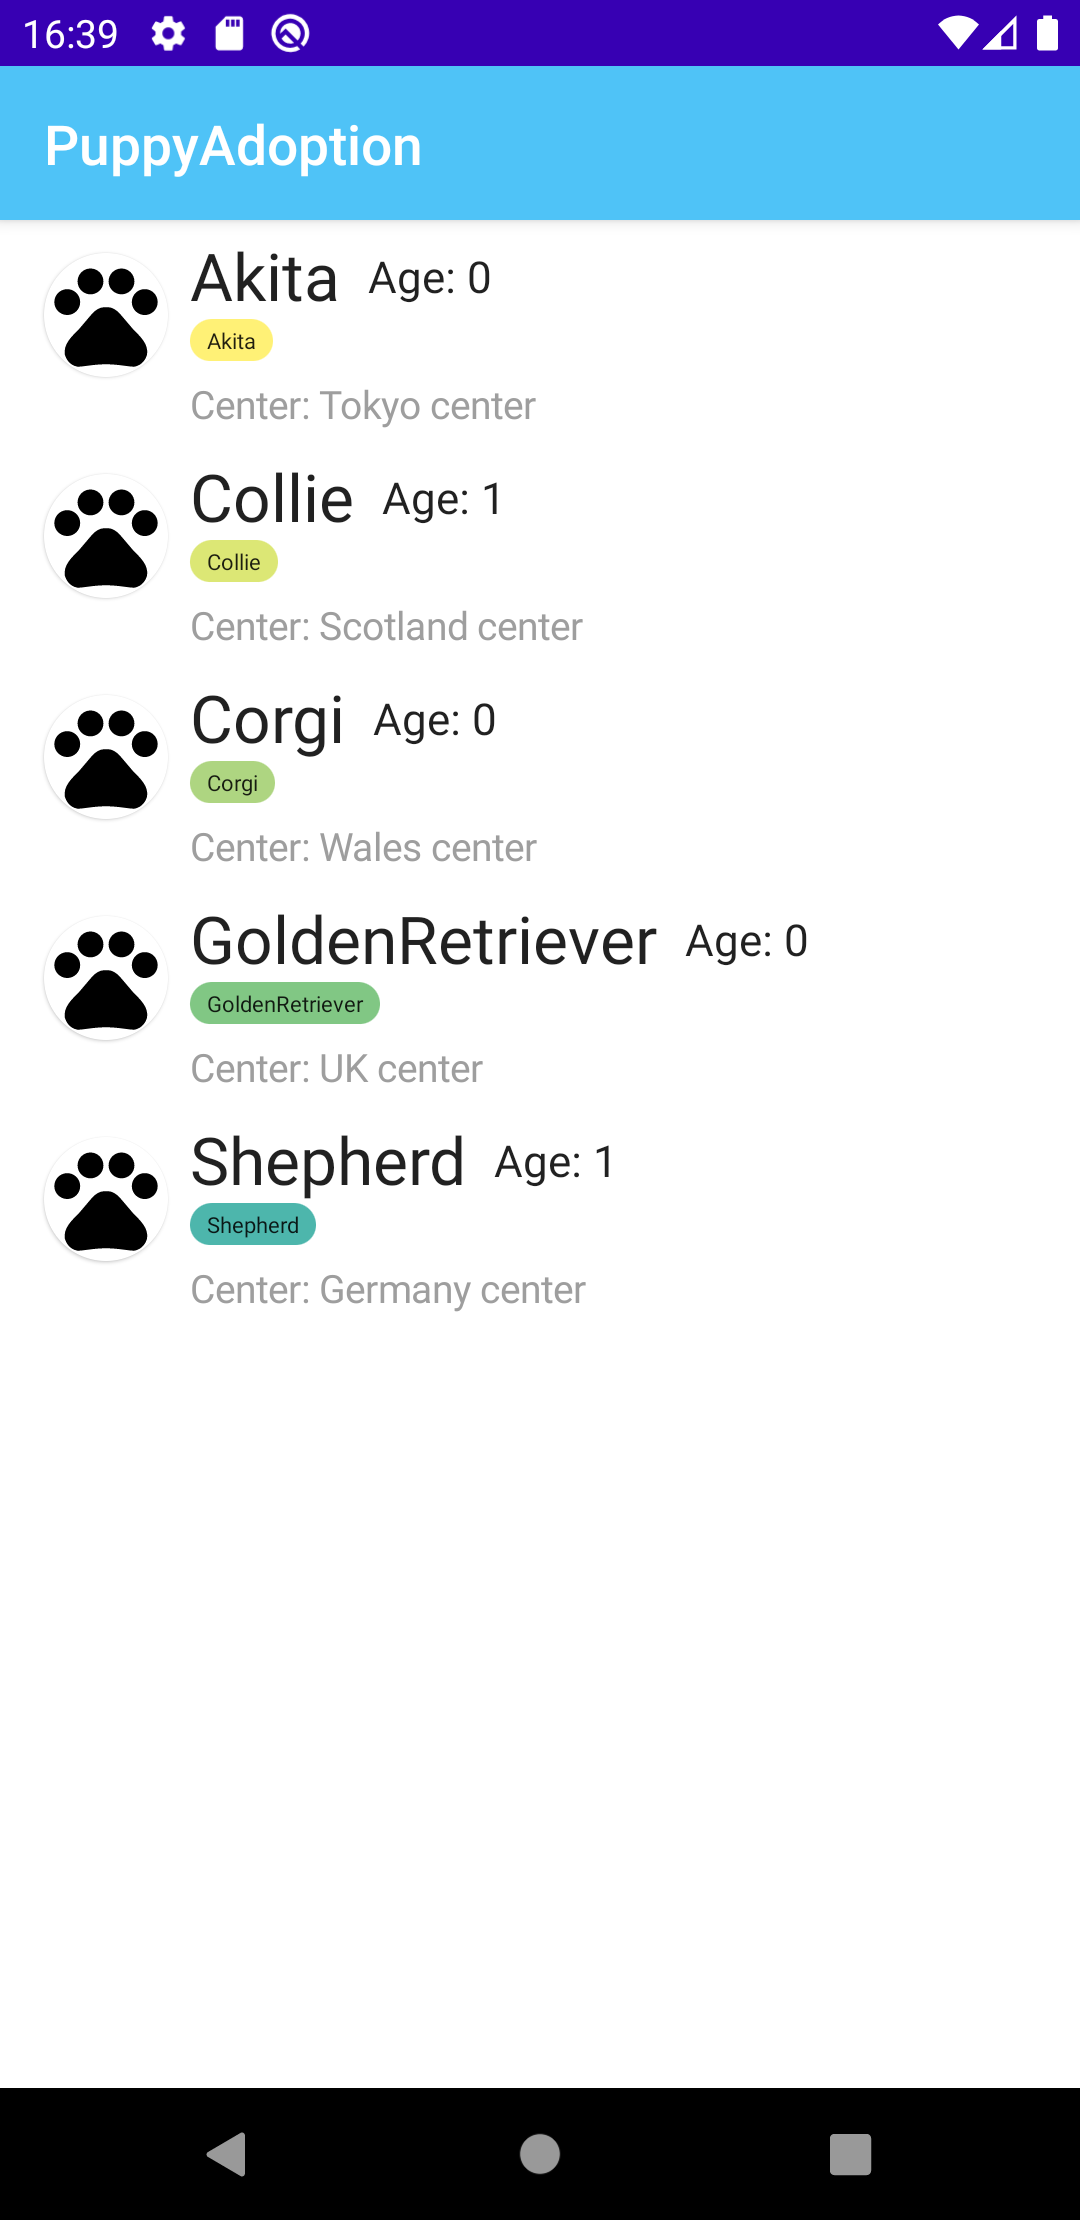 16:39
PuppyAdoption
Akita Age: 0
Akita
Center: Tokyo center
Collie Age: 1
Collie
Center: Scotland center
Corgi Age: 0
Corgi
Center: Wales center
GoldenRetriever Age: 0
GoldenRetriever
Center: UK center
Shepherd Age: 1
Shepherd
Center: Germany center